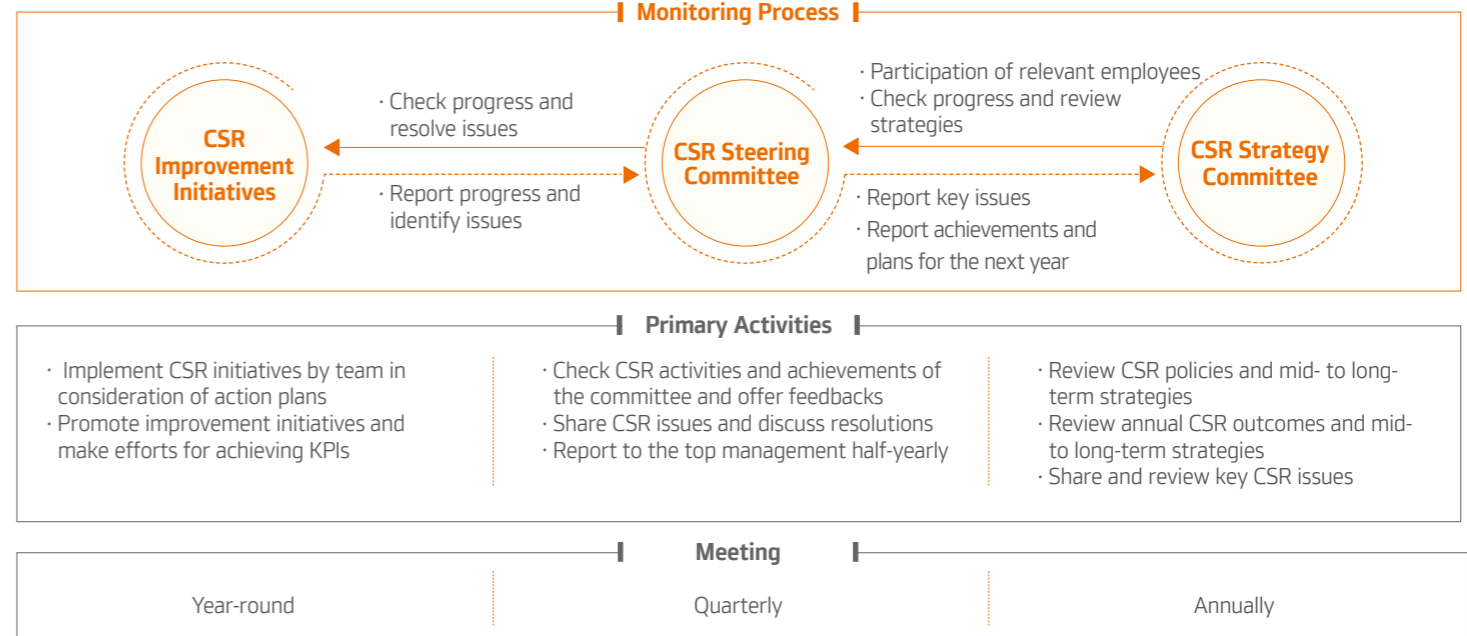 Monitoring Process
CSR
Improvement
Initiatives
· Check progress and
resolve issues
· Report progress and
identify issues
CSR Steering
Committee
· Participation of relevant employees
· Check progress and review
strategies
· Report key issues
· Report achievements and
plans for the next year
CSR Strategy
Committee
Primary Activities
· Implement CSR initiatives by team in
consideration of action plans
· Promote improvement initiatives and
make efforts for achieving KPIs
· Check CSR activities and achievements of
the committee and offer feedbacks
· Share CSR issues and discuss resolutions
· Report to the top management half-yearly
· Review CSR policies and mid- to long-
term strategies
· Review annual CSR outcomes and mid-
to long-term strategies
· Share and review key CSR issues
Meeting
Year-round
Quarterly
Annually